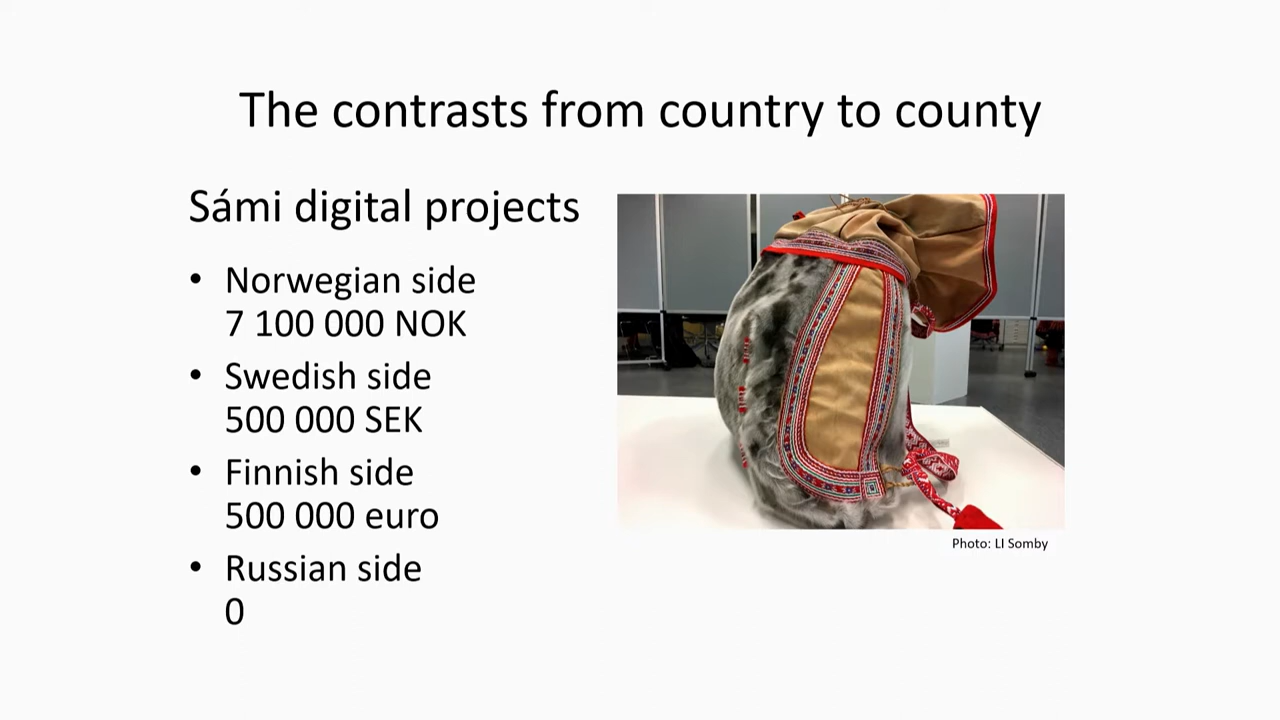 The contrasts from country to county
Sámi digital projects
• Norwegian side
7 100 000 NOK
• Swedish side
500 000 SEK
• Finnish side
500 000 euro
• Russian side
0
Photo: LI Somby